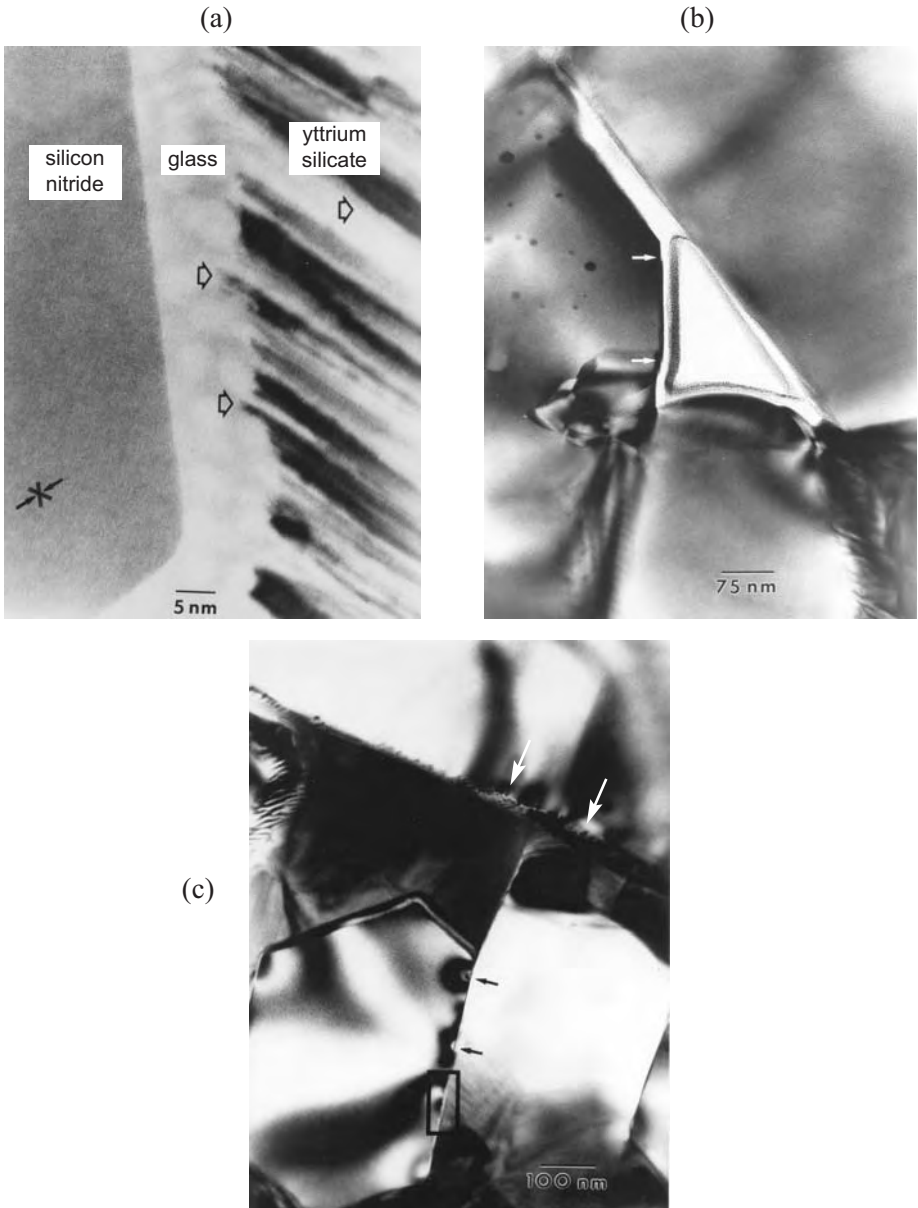 (a)
(b)
silicon
nitride
glass
yttrium
silicate
5 nm
75 nm
(c)
100 nm